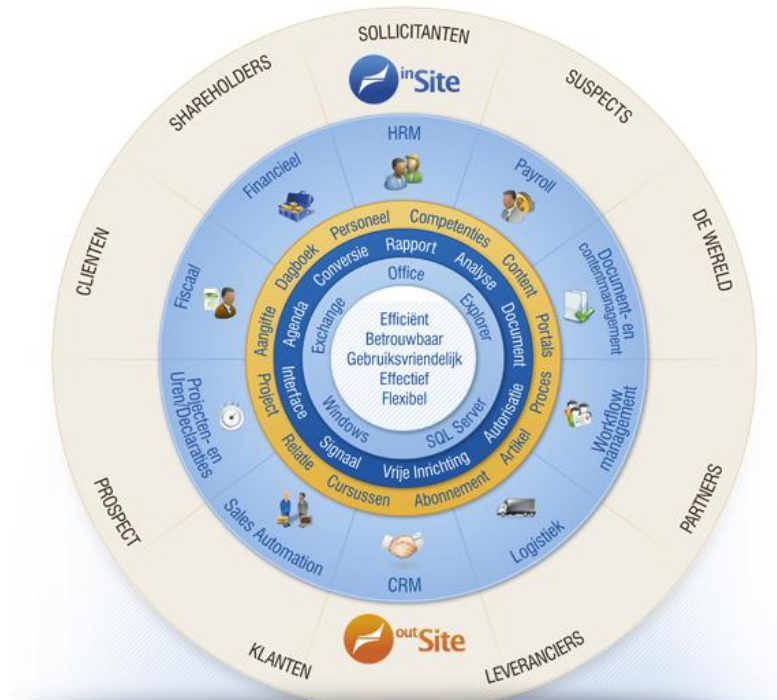 SOLLICITANTEN
SUSPECTS
DE WERELD
PARTNERS
LEVERANCIERS
KLANTEN
PROSPECT
CLIENTEN
SHAREHOLDERS
inSite
outSite
HRM
Payroll
Document- en
contentmanagement
Workflow
management
Logistiek
CRM
Sales Automation
Projecten- en
Uren/Declaraties
Fiscaal
Financieel
Personeel
Competenties
Content
Portals
Proces
Artikel
Abonnement
Cursussen
Relatie
Project
Aangifte
Dagboek
Rapport
Analyse
Document
Autorisatie
Vrije Inrichting
Signaal
Interface
Agenda
Conversie
Office
Explorer
SQL Server
Windows
Exchange
Efficiënt
Betrouwbaar
Gebruiksvriendelijk
Effectief
Flexibel